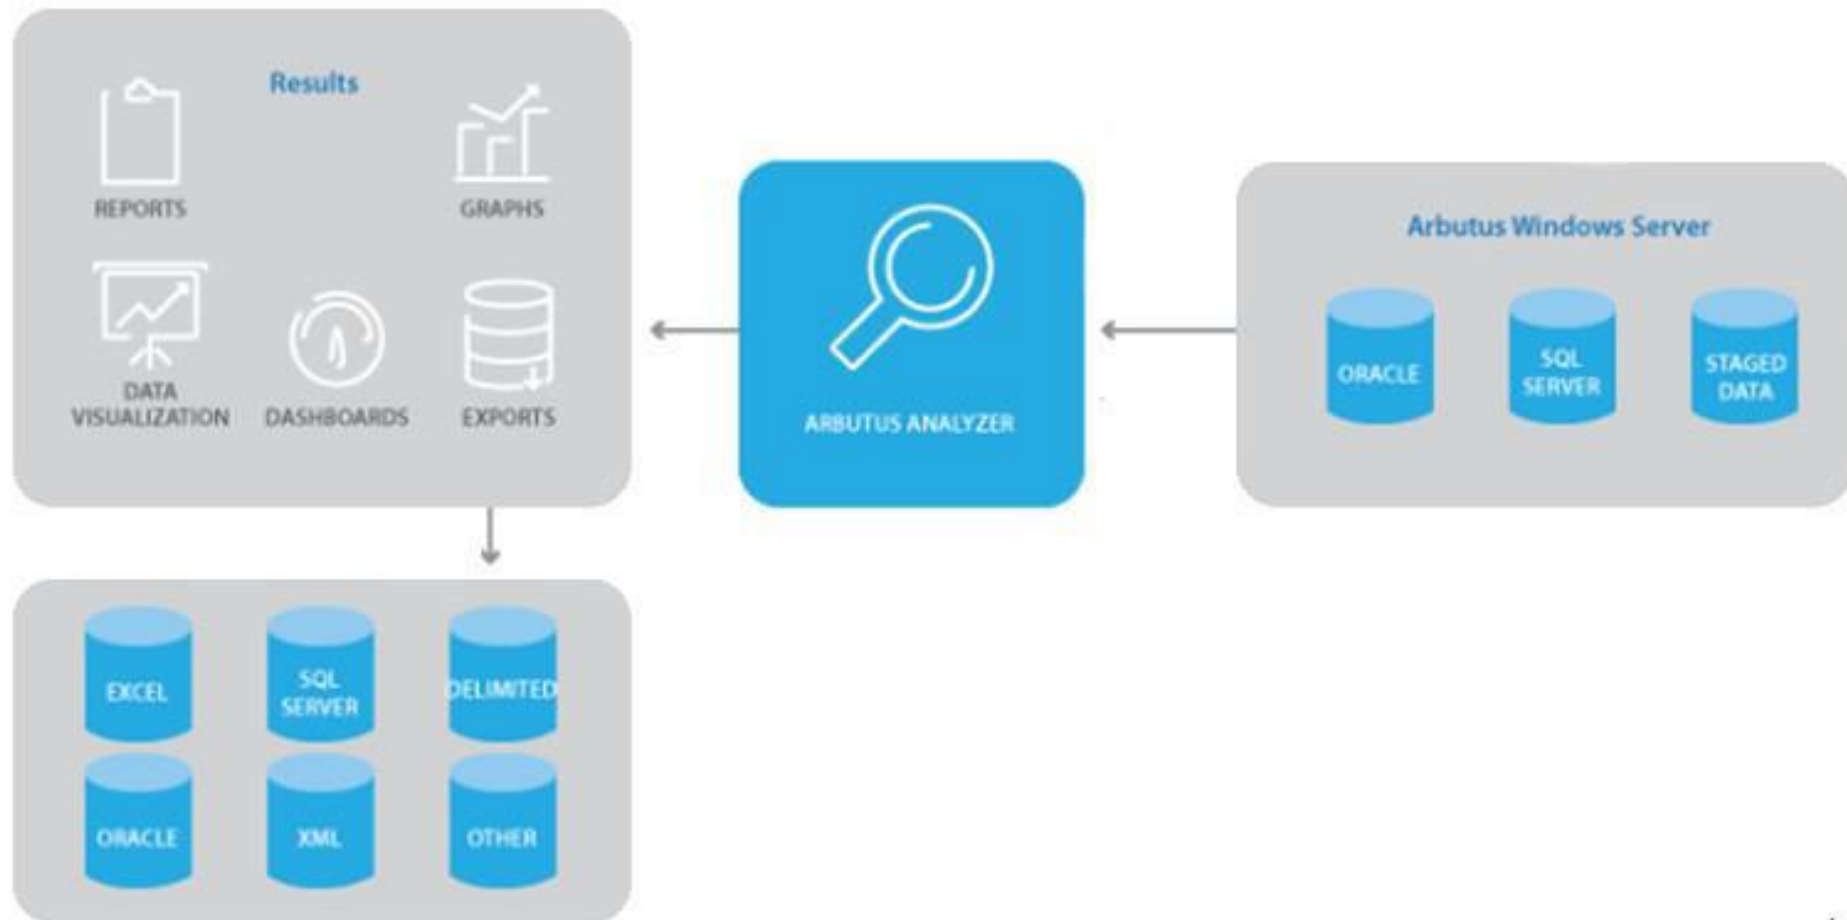 Results
REPORTS
GRAPHS
DATA
VISUALIZATION
DASHBOARDS
EXPORTS
ARBUTUS ANALYZER
Arbutus Windows Server
ORACLE
SQL
SERVER
STAGED
DATA
EXCEL
SQL
SERVER
DELIMITED
ORACLE
XML
OTHER